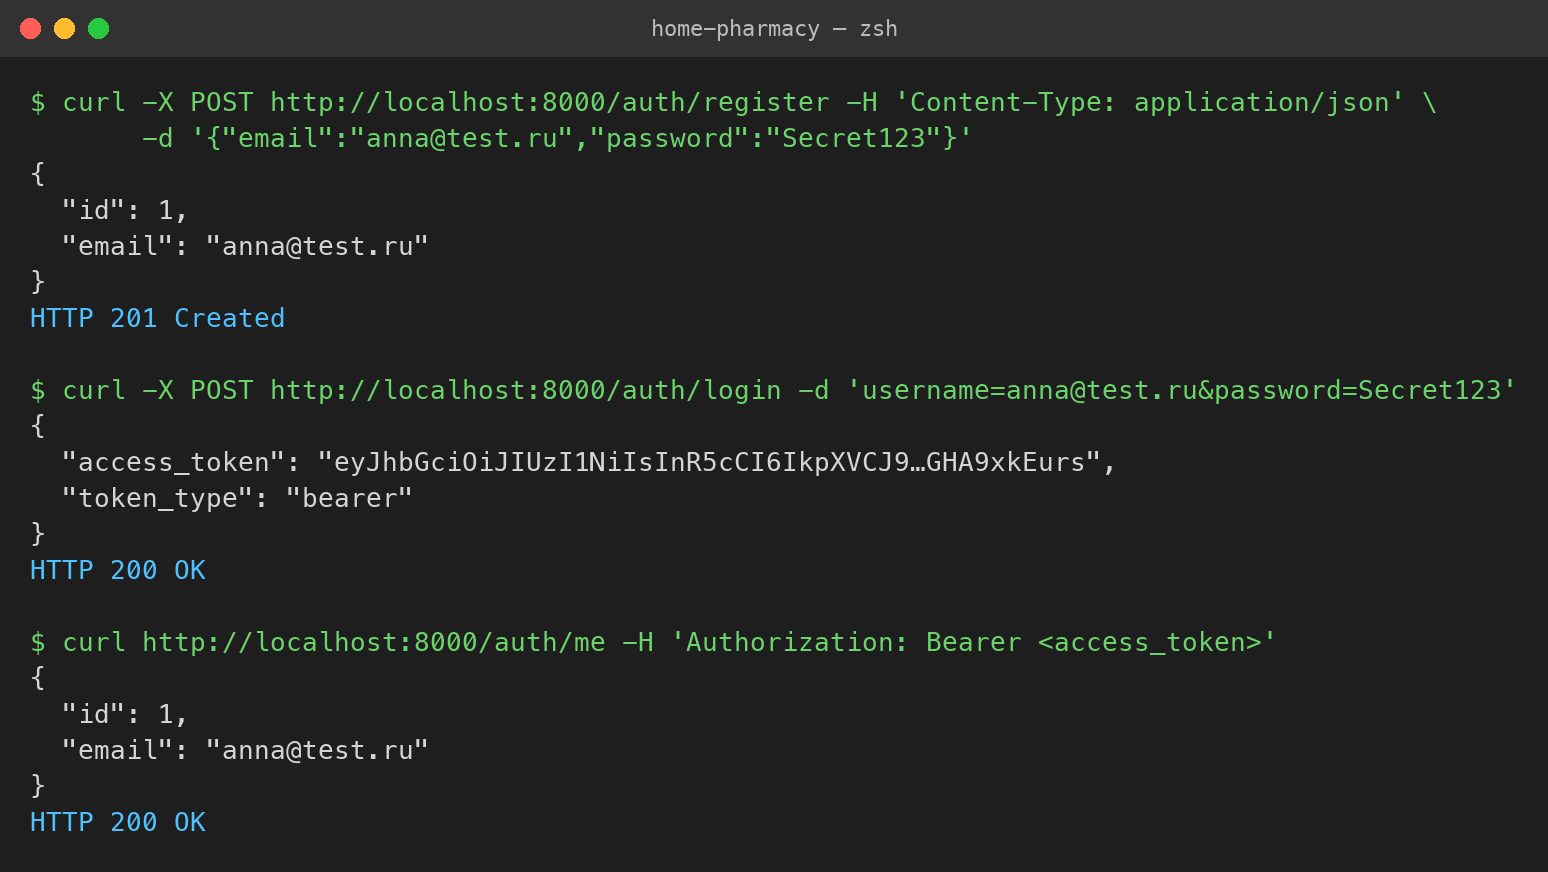 home-pharmacy — zsh
$ curl -X POST http://localhost:8000/auth/register -H 'Content-Type: application/json' \
       -d '{"email":"anna@test.ru","password":"Secret123"}'
{
  "id": 1,
  "email": "anna@test.ru"
}
HTTP 201 Created
$ curl -X POST http://localhost:8000/auth/login -d 'username=anna@test.ru&password=Secret123'
{
  "access_token": "eyJhbGciOiJIUzI1NiIsInR5cCI6IkpXVCJ9…GHA9xkEurs",
  "token_type": "bearer"
}
HTTP 200 OK
$ curl http://localhost:8000/auth/me -H 'Authorization: Bearer <access_token>'
{
  "id": 1,
  "email": "anna@test.ru"
}
HTTP 200 OK